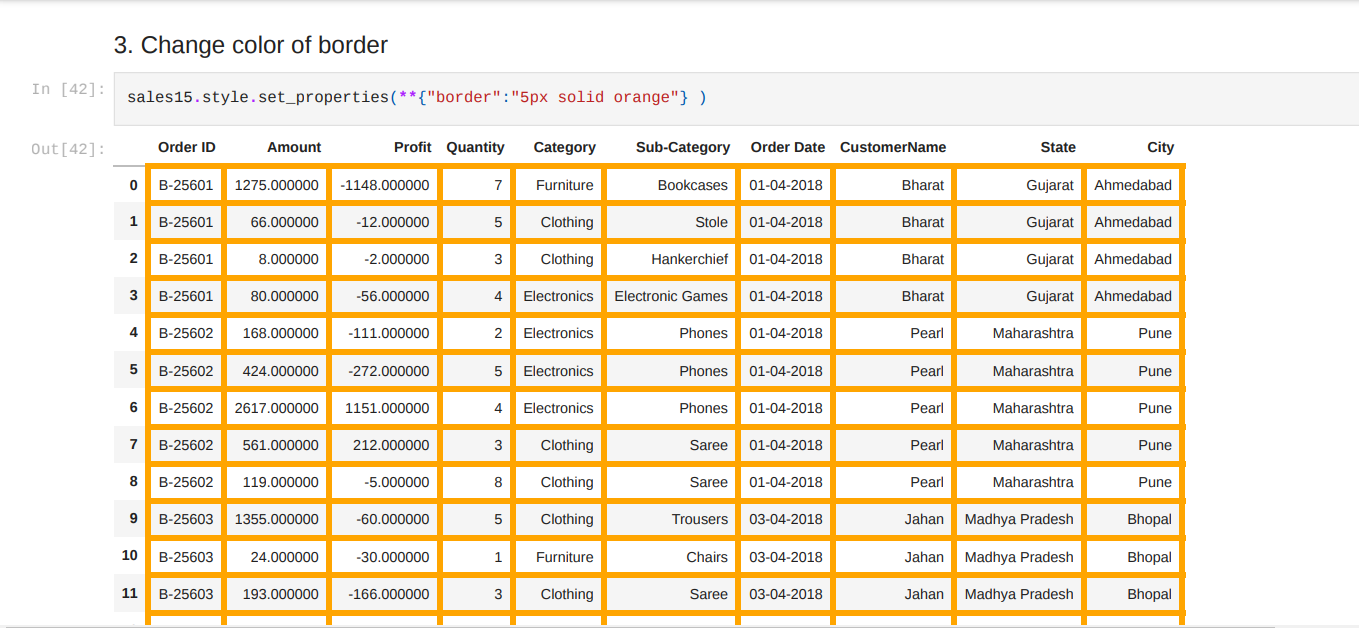 3. Change color of border
In [42]: sales15.style.set_properties(**{"border":"5px solid orange"} )
Out[42]: Order ID Amount Profit Quantity Category Sub-Category Order Date CustomerName State City
0 B-25601 1275.000000 -1148.000000 7 Furniture Bookcases 01-04-2018 Bharat Gujarat Ahmedabad
1 B-25601 66.000000 -12.000000 5 Clothing Stole 01-04-2018 Bharat Gujarat Ahmedabad
2 B-25601 8.000000 -2.000000 3 Clothing Hankerchief 01-04-2018 Bharat Gujarat Ahmedabad
3 B-25601 80.000000 -56.000000 4 Electronics Electronic Games 01-04-2018 Bharat Gujarat Ahmedabad
4 B-25602 168.000000 -111.000000 2 Electronics Phones 01-04-2018 Pearl Maharashtra Pune
5 B-25602 424.000000 -272.000000 5 Electronics Phones 01-04-2018 Pearl Maharashtra Pune
6 B-25602 2617.000000 1151.000000 4 Electronics Phones 01-04-2018 Pearl Maharashtra Pune
7 B-25602 561.000000 212.000000 3 Clothing Saree 01-04-2018 Pearl Maharashtra Pune
8 B-25602 119.000000 -5.000000 8 Clothing Saree 01-04-2018 Pearl Maharashtra Pune
9 B-25603 1355.000000 -60.000000 5 Clothing Trousers 03-04-2018 Jahan Madhya Pradesh Bhopal
10 B-25603 24.000000 -30.000000 1 Furniture Chairs 03-04-2018 Jahan Madhya Pradesh Bhopal
11 B-25603 193.000000 -166.000000 3 Clothing Saree 03-04-2018 Jahan Madhya Pradesh Bhopal